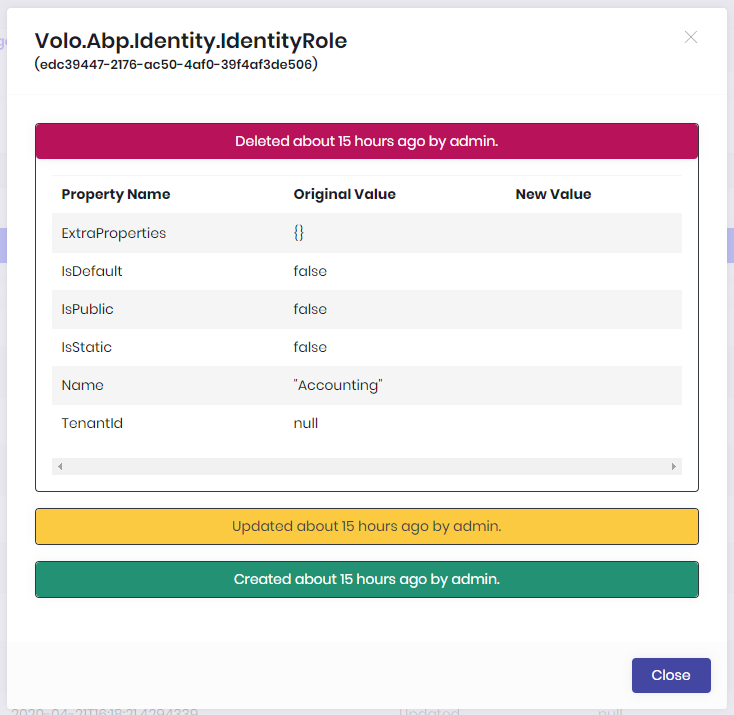 Volo.Abp.Identity.IdentityRole
(edc39447-2176-ac50-4af0-39f4af3de506)
Deleted about 15 hours ago by admin.
Property Name Original Value New Value
ExtraProperties {}
IsDefault false
IsPublic false
IsStatic false
Name "Accounting"
TenantId null
Updated about 15 hours ago by admin.
Created about 15 hours ago by admin.
Close
Updated null